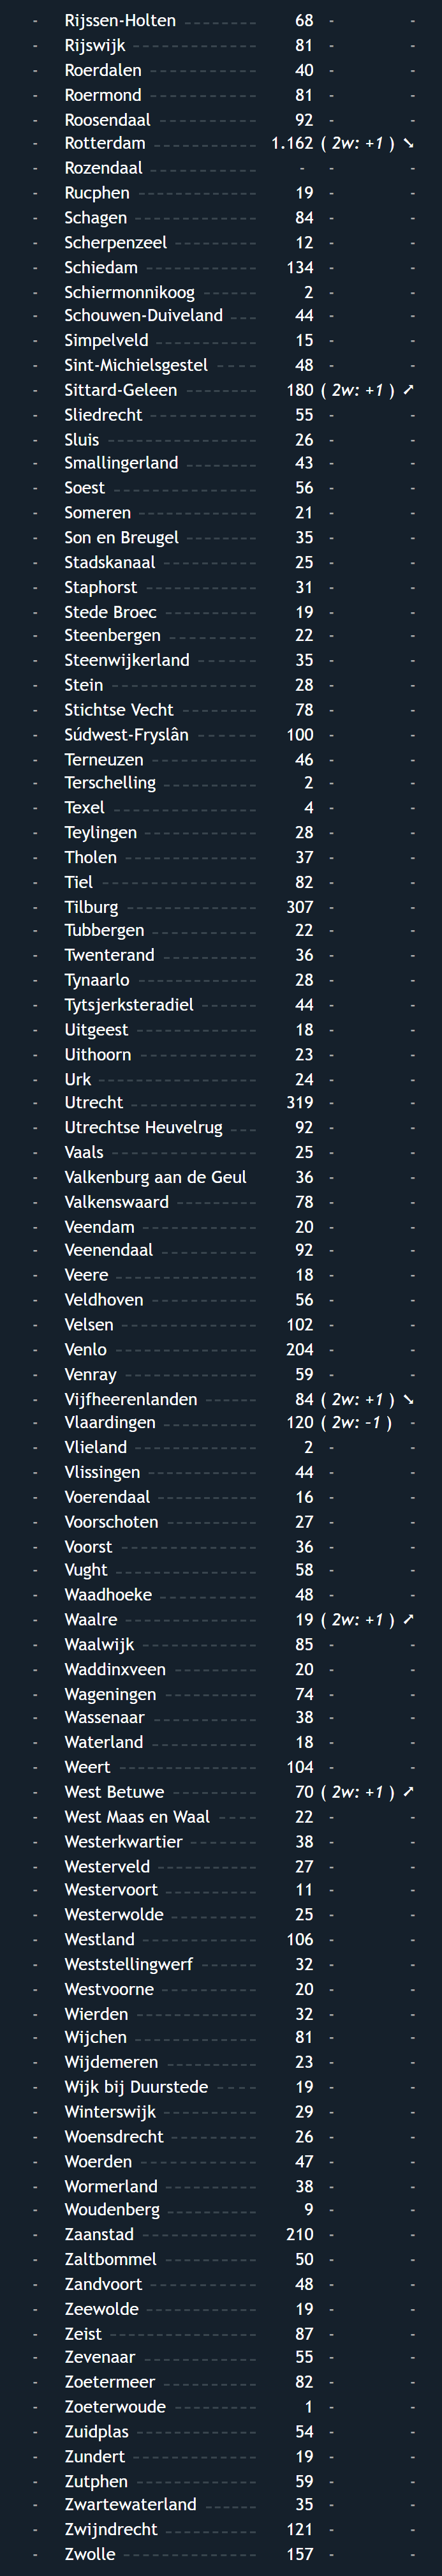 - Rijssen-Holten 68 - -
- Rijswijk 81 - -
- Roerdalen 40 - -
- Roermond 81 - -
- Roosendaal 92 - -
- Rotterdam 1.162 ( 2w: +1 ) ➘
- Rozendaal - - -
- Rucphen 19 - -
- Schagen 84 - -
- Scherpenzeel 12 - -
- Schiedam 134 - -
- Schiermonnikoog 2 - -
- Schouwen-Duiveland 44 - -
- Simpelveld 15 - -
- Sint-Michielsgestel 48 - -
- Sittard-Geleen 180 ( 2w: +1 ) ➚
- Sliedrecht 55 - -
- Sluis 26 - -
- Smallingerland 43 - -
- Soest 56 - -
- Someren 21 - -
- Son en Breugel 35 - -
- Stadskanaal 25 - -
- Staphorst 31 - -
- Stede Broec 19 - -
- Steenbergen 22 - -
- Steenwijkerland 35 - -
- Stein 28 - -
- Stichtse Vecht 78 - -
- Súdwest-Fryslân 100 - -
- Terneuzen 46 - -
- Terschelling 2 - -
- Texel 4 - -
- Teylingen 28 - -
- Tholen 37 - -
- Tiel 82 - -
- Tilburg 307 - -
- Tubbergen 22 - -
- Twenterand 36 - -
- Tynaarlo 28 - -
- Tytsjerksteradiel 44 - -
- Uitgeest 18 - -
- Uithoorn 23 - -
- Urk 24 - -
- Utrecht 319 - -
- Utrechtse Heuvelrug 92 - -
- Vaals 25 - -
- Valkenburg aan de Geul 36 - -
- Valkenswaard 78 - -
- Veendam 20 - -
- Veenendaal 92 - -
- Veere 18 - -
- Veldhoven 56 - -
- Velsen 102 - -
- Venlo 204 - -
- Venray 59 - -
- Vijfheerenlanden 84 ( 2w: +1 ) ➘
- Vlaardingen 120 ( 2w: -1 ) -
- Vlieland 2 - -
- Vlissingen 44 - -
- Voerendaal 16 - -
- Voorschoten 27 - -
- Voorst 36 - -
- Vught 58 - -
- Waadhoeke 48 - -
- Waalre 19 ( 2w: +1 ) ➚
- Waalwijk 85 - -
- Waddinxveen 20 - -
- Wageningen 74 - -
- Wassenaar 38 - -
- Waterland 18 - -
- Weert 104 - -
- West Betuwe 70 ( 2w: +1 ) ➚
- West Maas en Waal 22 - -
- Westerkwartier 38 - -
- Westerveld 27 - -
- Westervoort 11 - -
- Westerwolde 25 - -
- Westland 106 - -
- Weststellingwerf 32 - -
- Westvoorne 20 - -
- Wierden 32 - -
- Wijchen 81 - -
- Wijdemeren 23 - -
- Wijk bij Duurstede 19 - -
- Winterswijk 29 - -
- Woensdrecht 26 - -
- Woerden 47 - -
- Wormerland 38 - -
- Woudenberg 9 - -
- Zaanstad 210 - -
- Zaltbommel 50 - -
- Zandvoort 48 - -
- Zeewolde 19 - -
- Zeist 87 - -
- Zevenaar 55 - -
- Zoetermeer 82 - -
- Zoeterwoude 1 - -
- Zuidplas 54 - -
- Zundert 19 - -
- Zutphen 59 - -
- Zwartewaterland 35 - -
- Zwijndrecht 121 - -
- Zwolle 157 - -